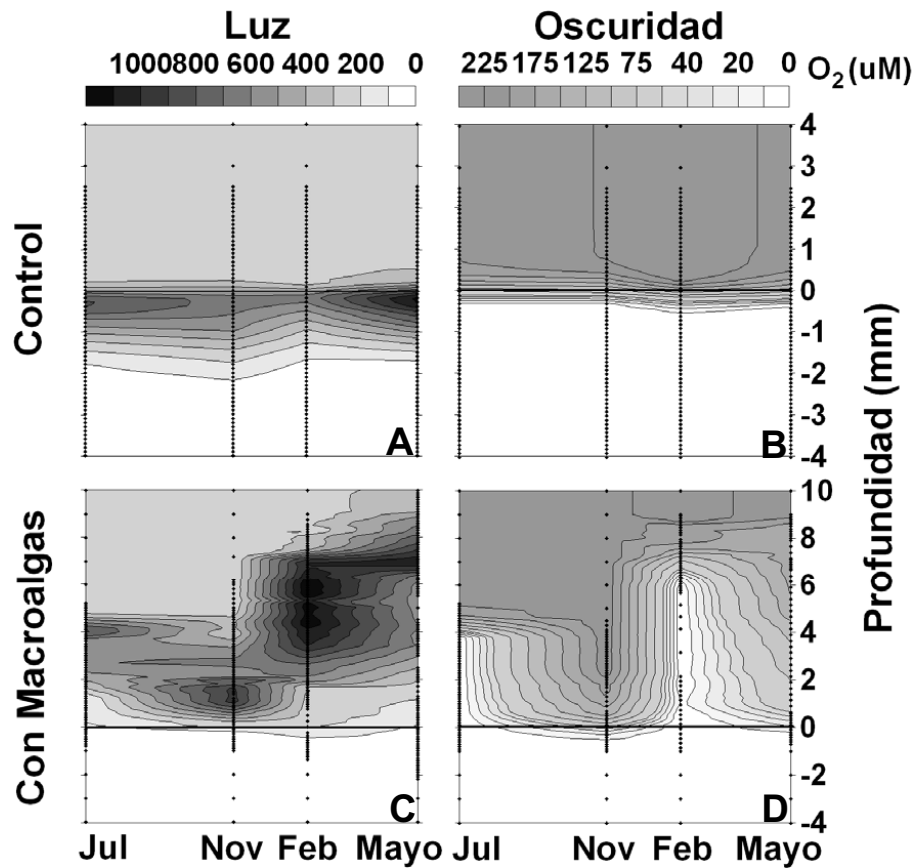 Luz
Oscuridad
1000 800 600 400 200 0
225 175 125 75 40 20 0 O2 (uM)
Control
A
B
4
3
2
1
0
-1
-2
-3
-4
Profundidad (mm)
Con Macroalgas
C
D
10
8
6
4
2
0
-2
-4
Jul Nov Feb Mayo Jul Nov Feb Mayo